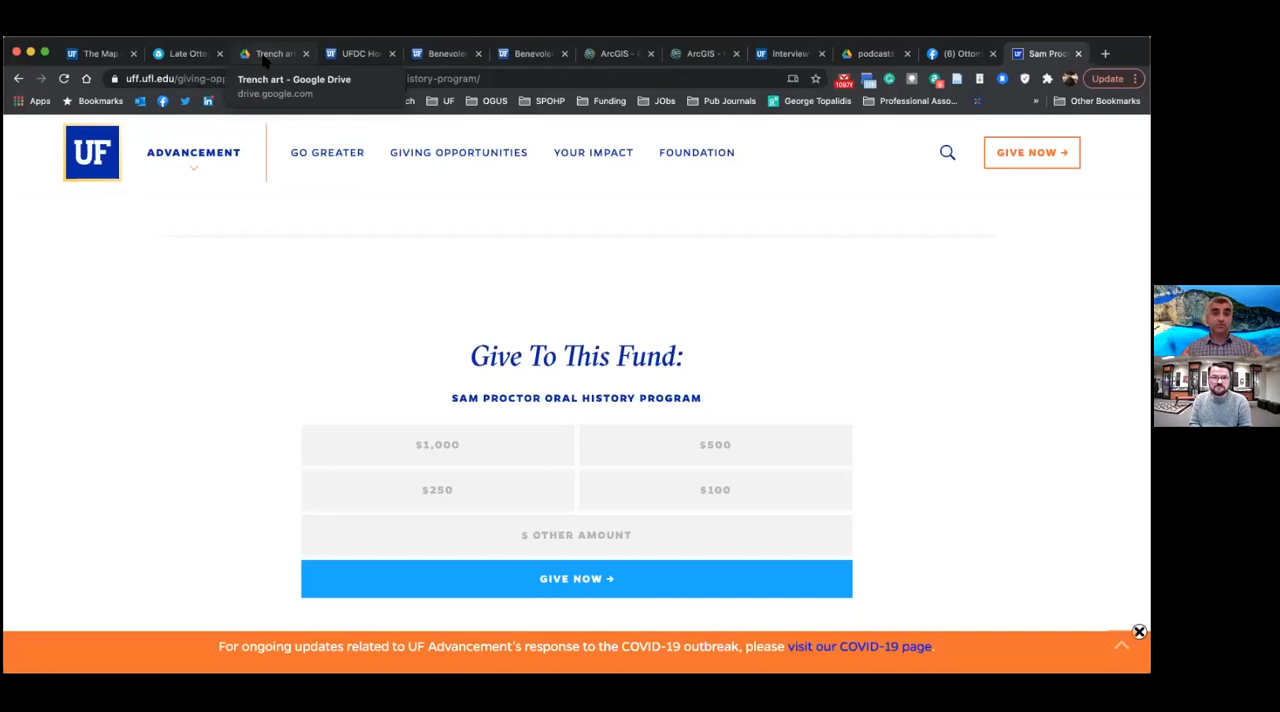 The Map
Late Otto
Trench ar
UFDC Ho
Benevole
Benevole
ArcGIS - C
ArcGIS -
Interview
podcasts
(6) Ottom
Sam Proc
uff.ufl.edu/giving-opp
istory-program/
Update
Trench art - Google Drive
drive.google.com
Apps
Bookmarks
ch
UF
OGUS
SPOHP
Funding
JObs
Pub Journals
George Topalidis
Professional Asso...
»
Other Bookmarks
UF
ADVANCEMENT
GO GREATER
GIVING OPPORTUNITIES
YOUR IMPACT
FOUNDATION
GIVE NOW →
Give To This Fund:
SAM PROCTOR ORAL HISTORY PROGRAM
$1,000
$500
$250
$100
$ OTHER AMOUNT
GIVE NOW →
For ongoing updates related to UF Advancement's response to the COVID-19 outbreak, please visit our COVID-19 page.